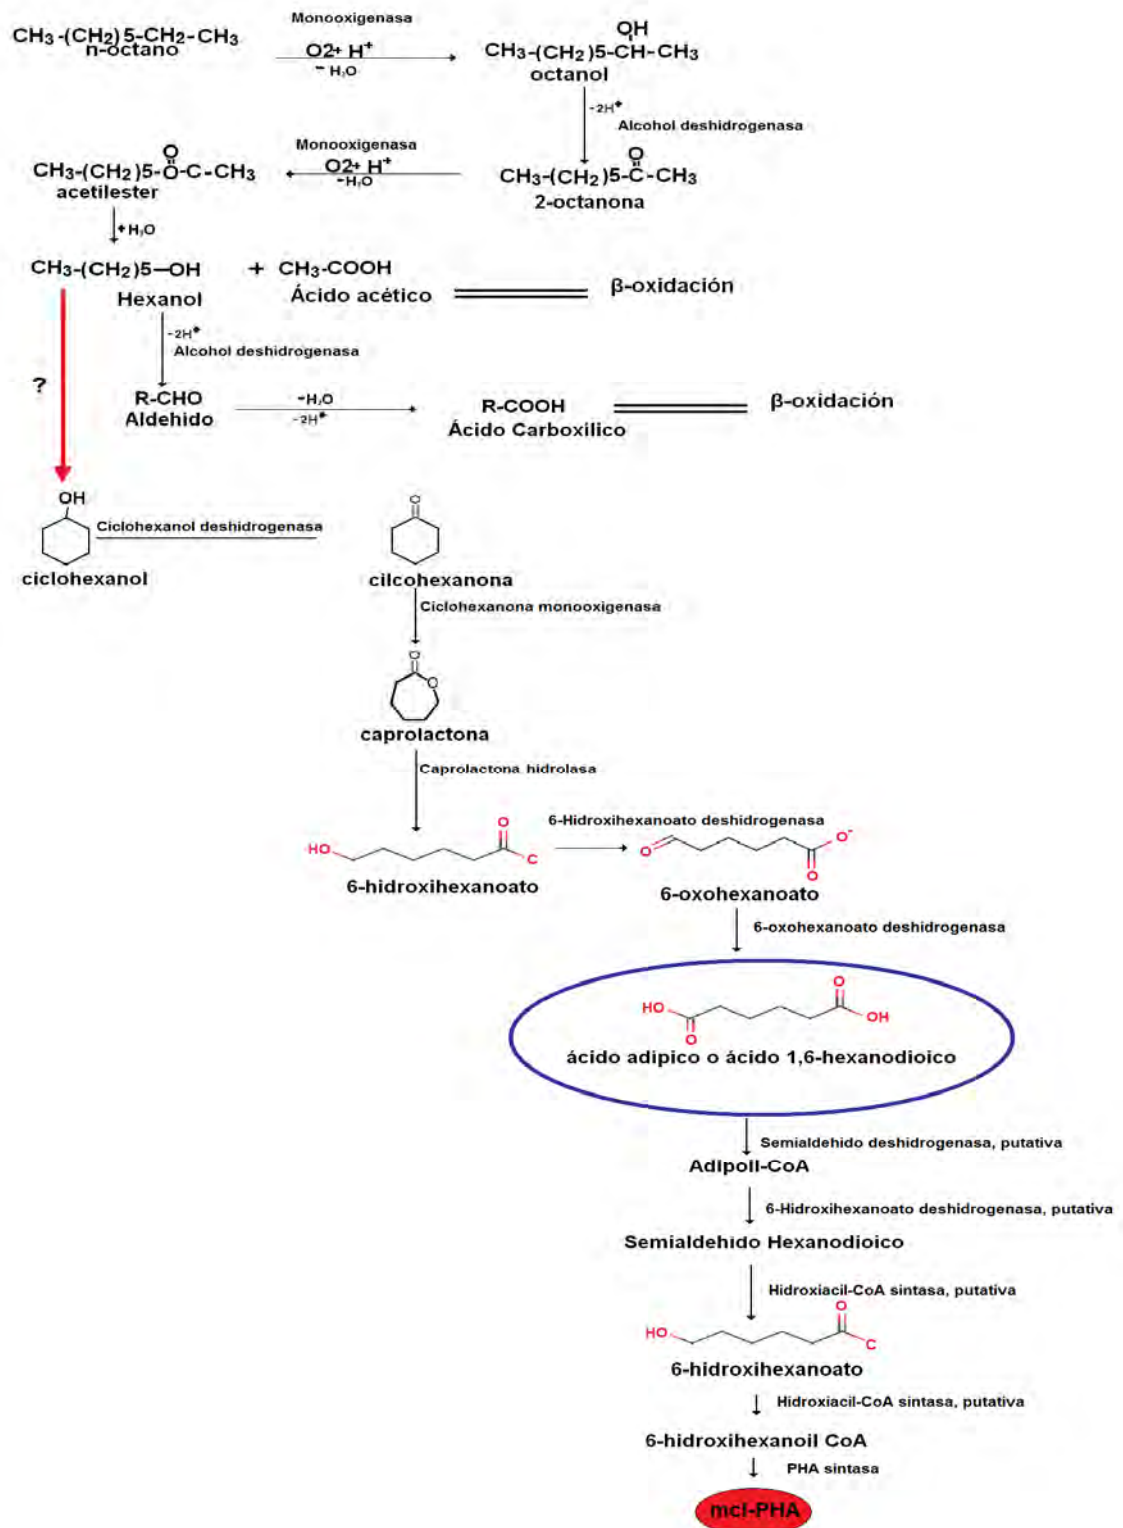 CH3-(CH2)5-CH2-CH3
n-octano
Monooxigenasa
O2+ H+
- H2O
OH
CH3-(CH2)5-CH-CH3
octanol
-2H+
Alcohol deshidrogenasa
O
CH3-(CH2)5-C-CH3
2-octanona
Monooxigenasa
O2+ H+
-H2O
O
CH3-(CH2)5-O-C-CH3
acetilester
+H2O
CH3-(CH2)5-OH + CH3-COOH
Hexanol
Ácido acético
β-oxidación
-2H+
Alcohol deshidrogenasa
?
R-CHO
Aldehido
-2H+
R-COOH
Ácido Carboxílico
β-oxidación
OH
ciclohexanol
Ciclohexanol deshidrogenasa
O
cilcohexanona
Ciclohexanona monooxigenasa
O
O
caprolactona
Caprolactona hidrolasa
HO
O
C
6-hidroxihexanoato
6-Hidroxihexanoato deshidrogenasa
O
O-
O
6-oxohexanoato
6-oxohexanoato deshidrogenasa
HO
O
O
OH
ácido adipico o ácido 1,6-hexanodioico
Semialdehido deshidrogenasa, putativa
Adipoil-CoA
6-Hidroxihexanoato deshidrogenasa, putativa
Semialdehido Hexanodioico
Hidroxiacil-CoA sintasa, putativa
HO
O
C
6-hidroxihexanoato
Hidroxiacil-CoA sintasa, putativa
6-hidroxihexanoil CoA
PHA sintasa
mcl-PHA